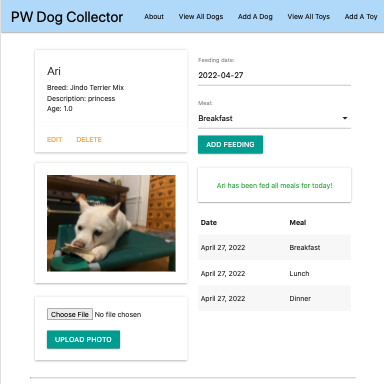 PW Dog Collector
About View All Dogs Add A Dog View All Toys Add A Toy
Ari
Breed: Jindo Terrier Mix
Description: princess
Age: 1.0
EDIT DELETE
Choose File No file chosen
UPLOAD PHOTO
Feeding date:
2022-04-27
Meal:
Breakfast
ADD FEEDING
Ari has been fed all meals for today!
Date Meal
April 27, 2022 Breakfast
April 27, 2022 Lunch
April 27, 2022 Dinner